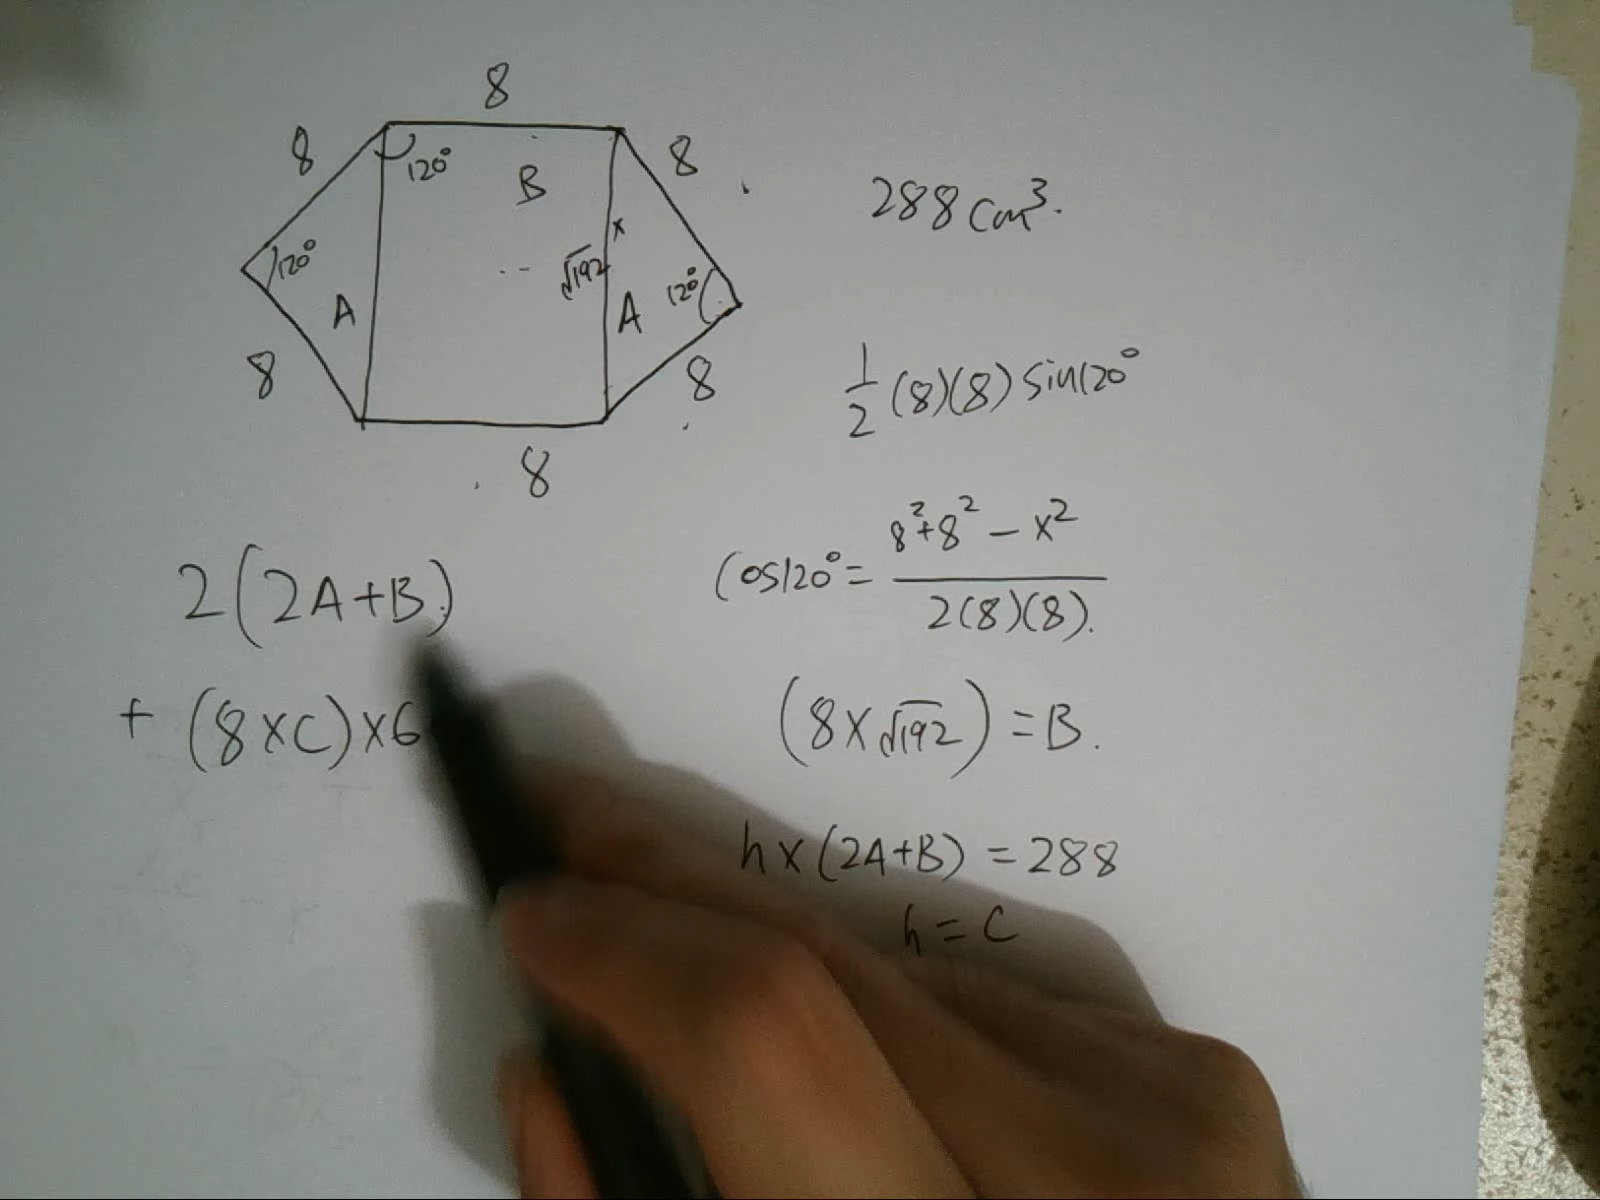 8
8
120°
B
8
288 cm³.
120°
x
√192
120°
A
A
8
8
8
1/2 (8)(8) sin120°
cos120° = (8²+8² − x²) / 2(8)(8).
2(2A+B)
+ (8×C)×6
(8×√192) = B.
h×(2A+B) = 288
h = C